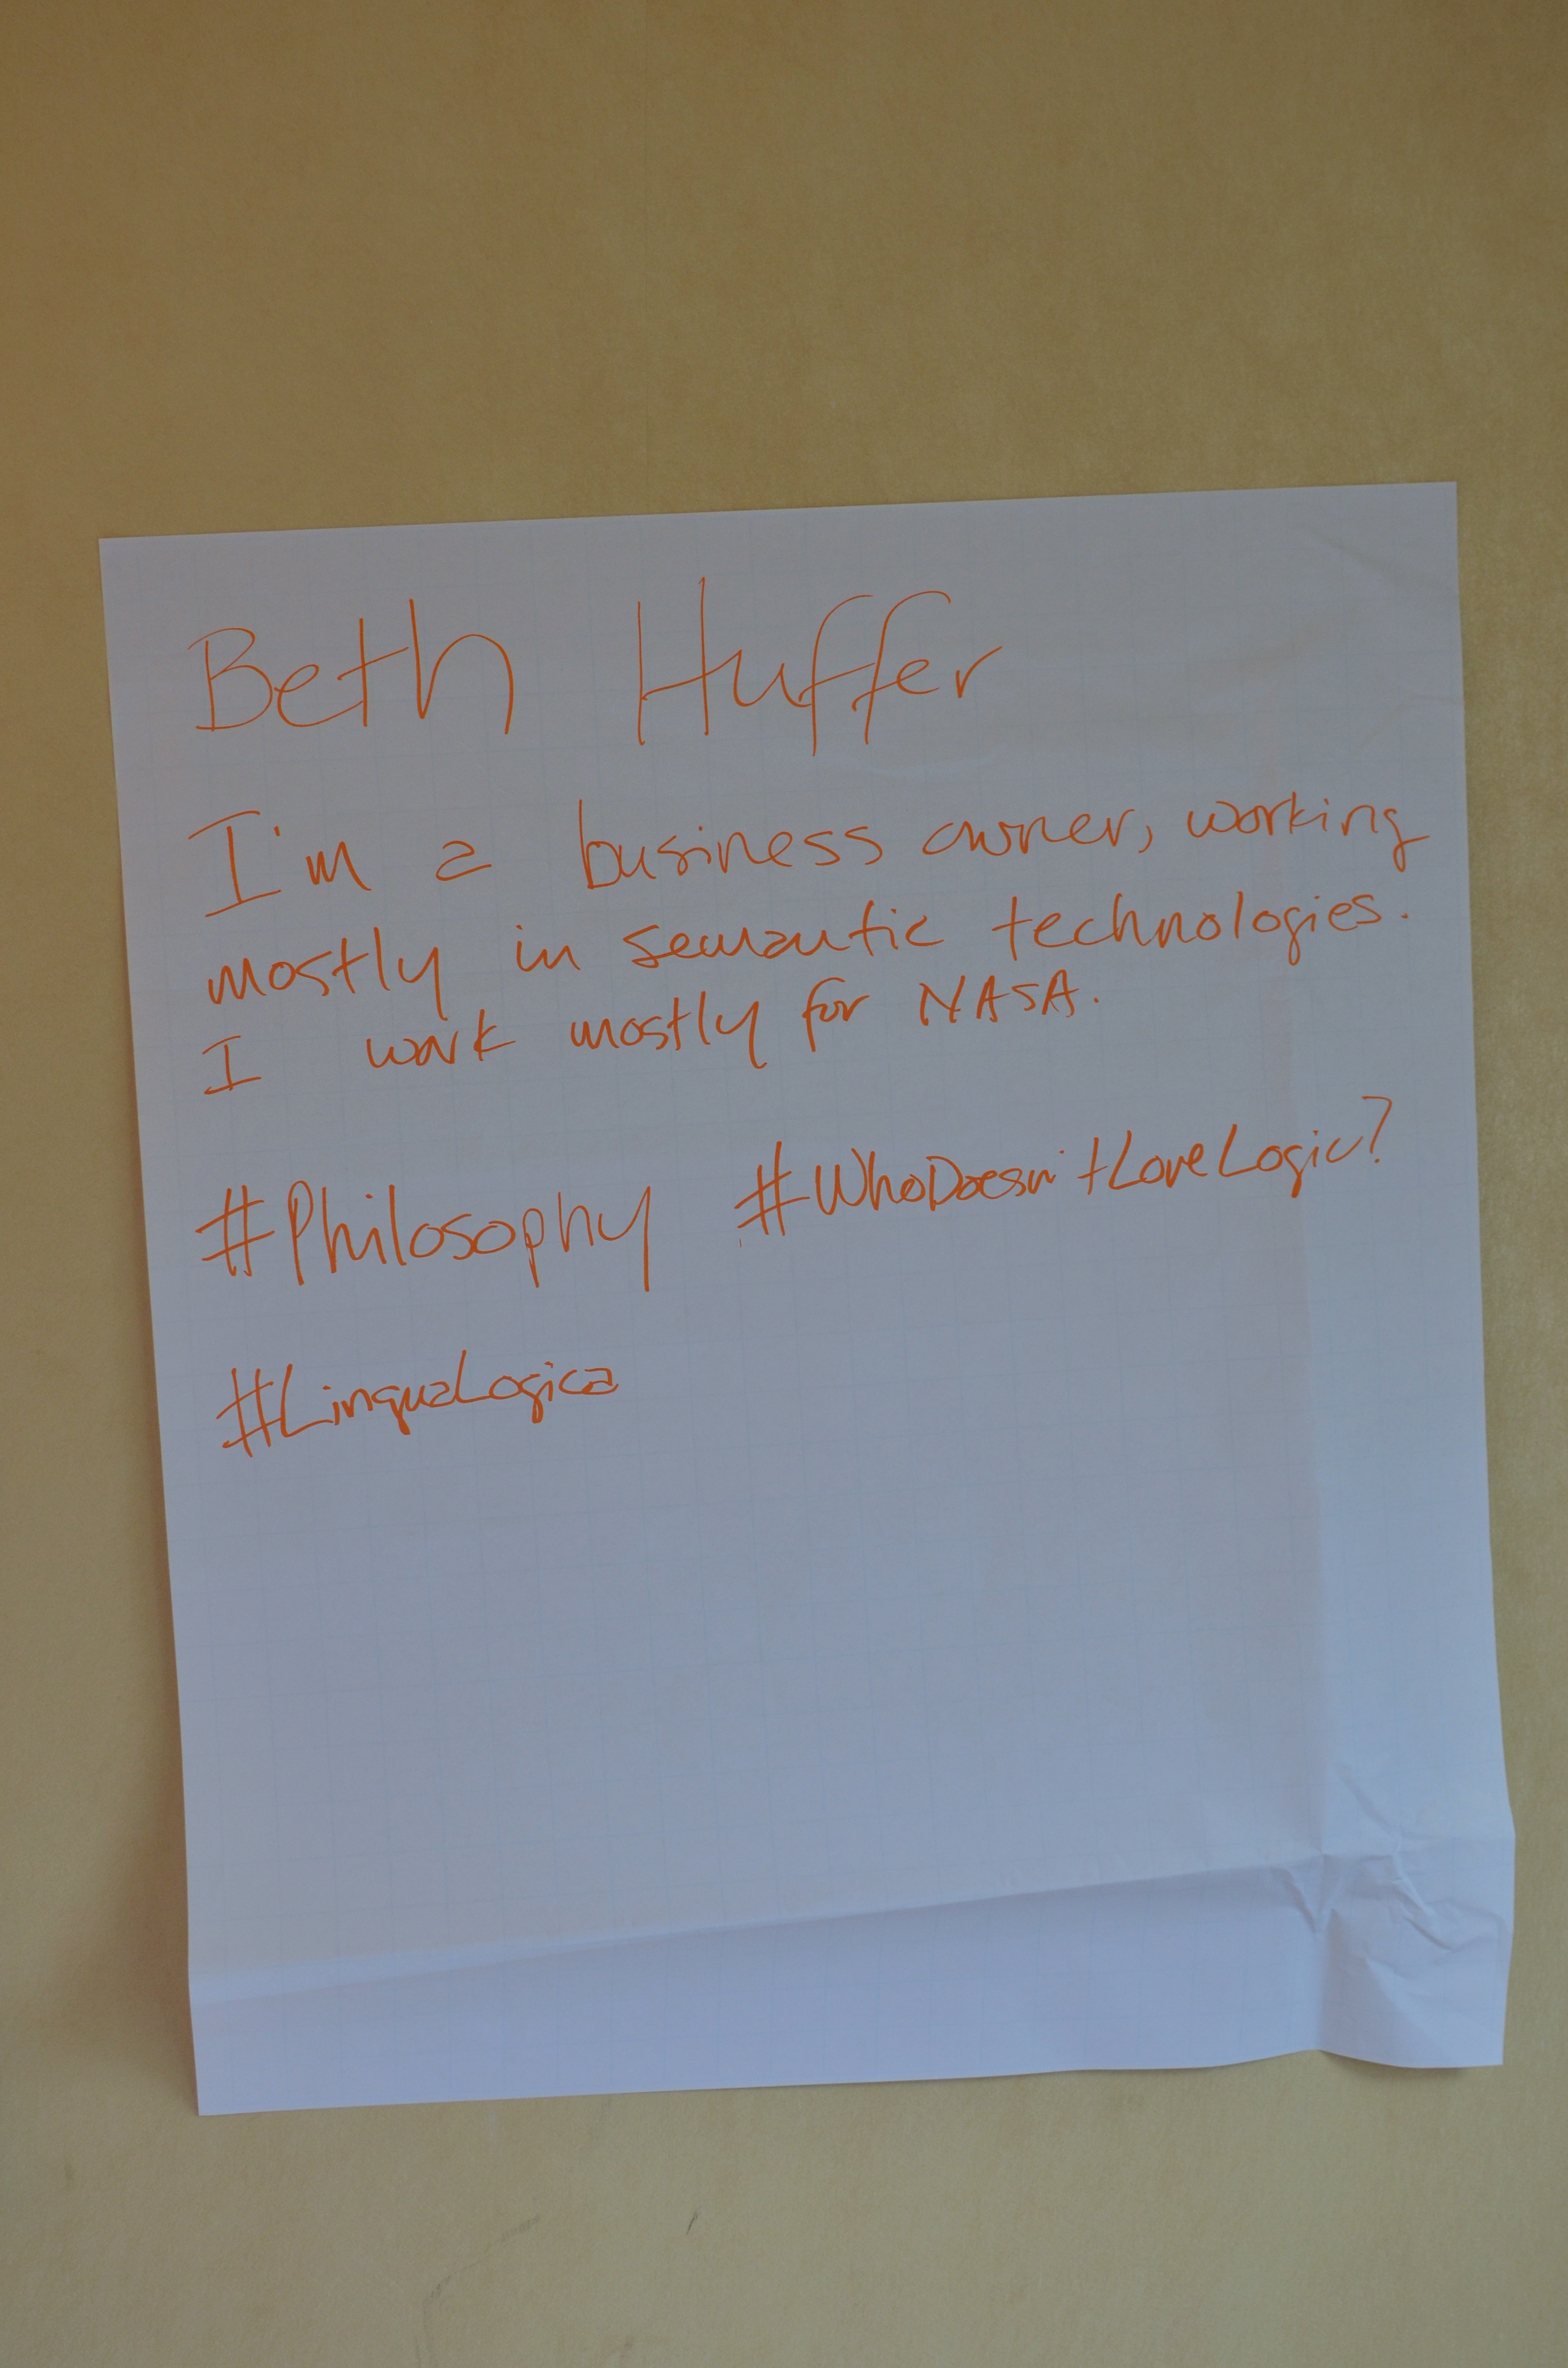 Beth Huffer
I'm a business owner, working
mostly in semantic technologies.
I work mostly for NASA.
#Philosophy #WhoDoesn'tLoveLogic?
#LinguaLogica